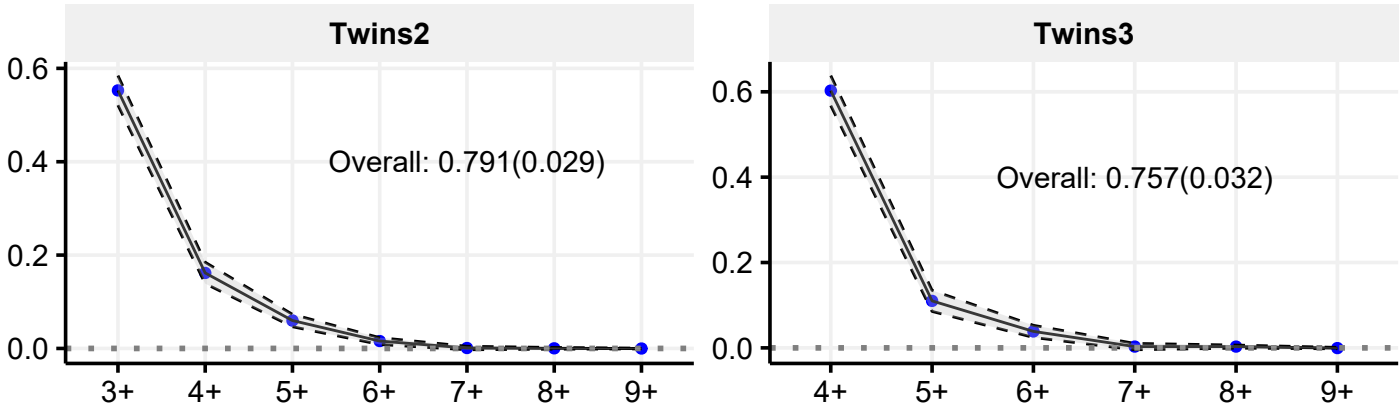 Twins2
0.6
0.4
0.2
0.0
Overall: 0.791(0.029)
3+ 4+ 5+ 6+ 7+ 8+ 9+
Twins3
0.6
0.4
0.2
0.0
Overall: 0.757(0.032)
4+ 5+ 6+ 7+ 8+ 9+